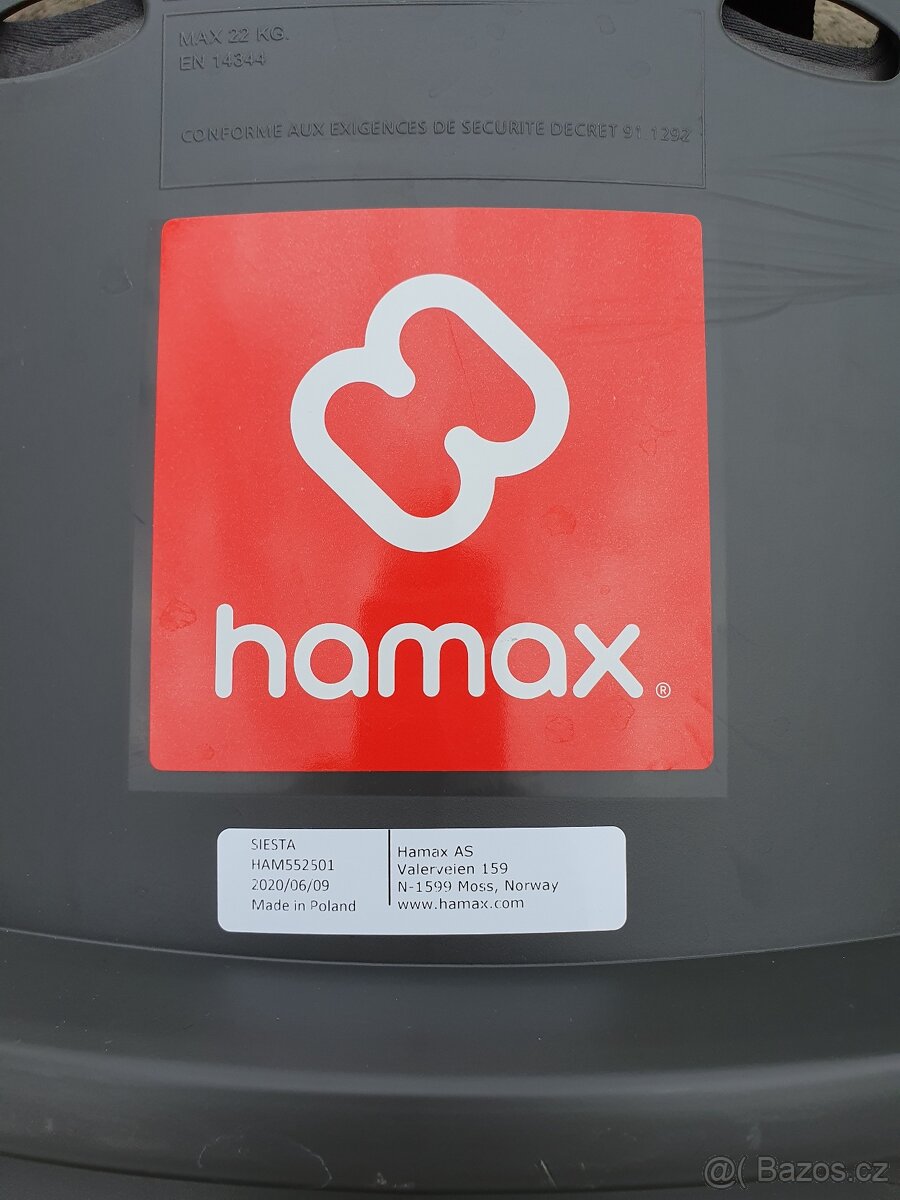 MAX 22 KG.
EN 14344
CONFORME AUX EXIGENCES DE SECURITE DECRET 91 1292
hamax®
SIESTA
HAM552501
2020/06/09
Made in Poland
Hamax AS
Valerveien 159
N-1599 Moss, Norway
www.hamax.com
@( Bazos.cz